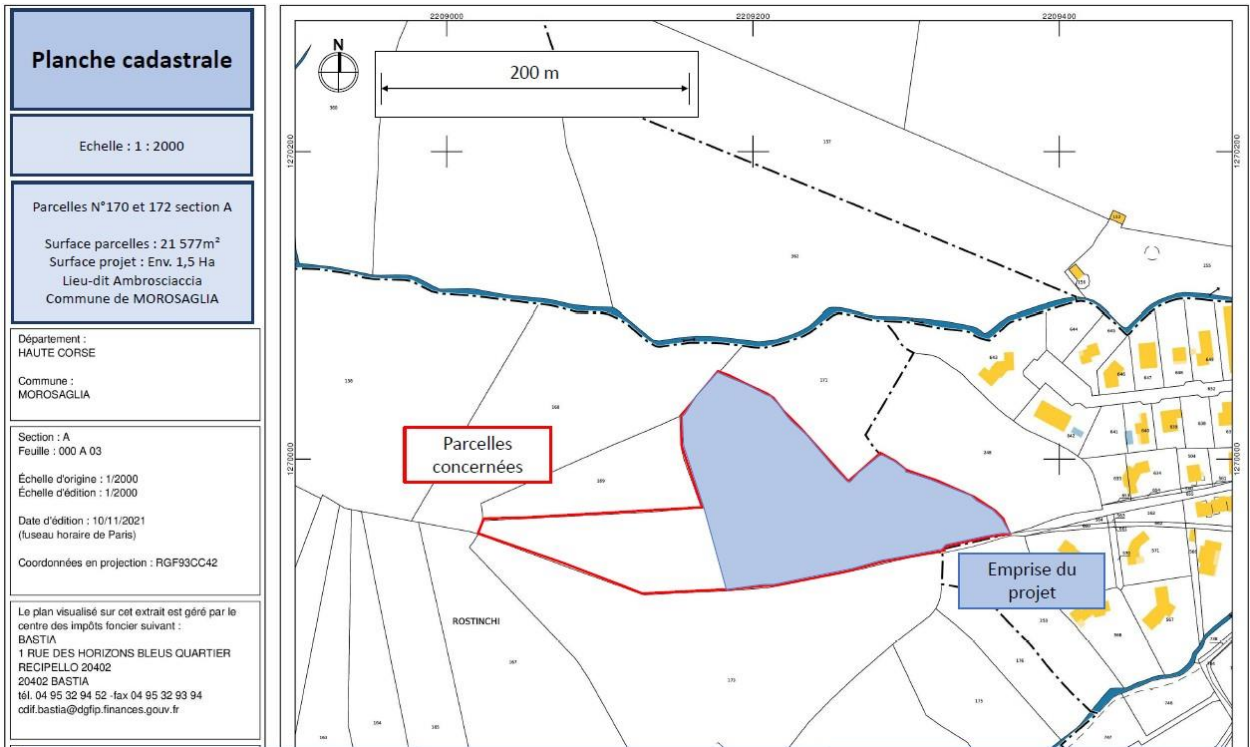 Planche cadastrale
Echelle : 1 : 2000
Parcelles N°170 et 172 section A
Surface parcelles : 21 577m²
Surface projet : Env. 1,5 Ha
Lieu-dit Ambrosciaccia
Commune de MOROSAGLIA
Département :
HAUTE CORSE
Commune :
MOROSAGLIA
Section : A
Feuille : 000 A 03
Échelle d'origine : 1/2000
Échelle d'édition : 1/2000
Date d'édition : 10/11/2021
(fuseau horaire de Paris)
Coordonnées en projection : RGF93CC42
Le plan visualisé sur cet extrait est géré par le
centre des impôts foncier suivant :
BASTIA
1 RUE DES HORIZONS BLEUS QUARTIER
RECIPELLO 20402
20402 BASTIA
tél. 04 95 32 94 52 -fax 04 95 32 93 94
cdif.bastia@dgfip.finances.gouv.fr
2209000
2209200
2209400
N
200 m
1270200
1270200
1270000
1270000
Parcelles
concernées
Emprise du
projet
ROSTINCHI